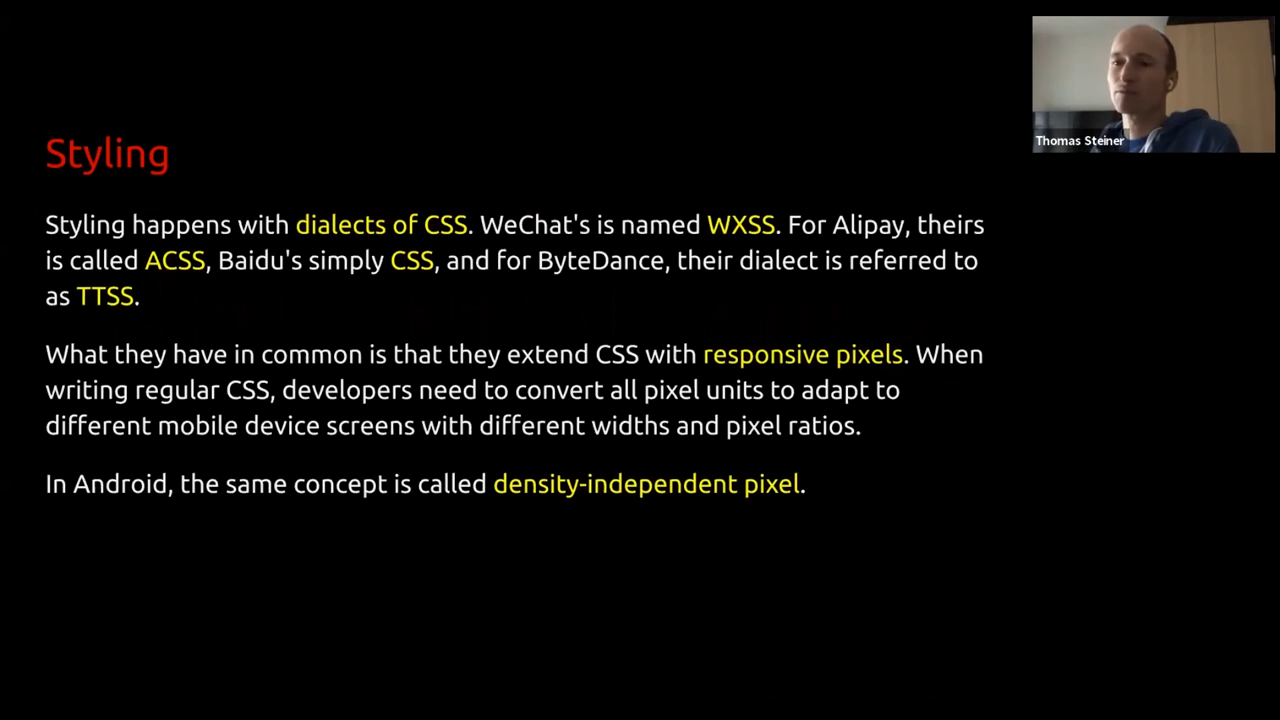 Styling
Styling happens with dialects of CSS. WeChat's is named WXSS. For Alipay, theirs
is called ACSS, Baidu's simply CSS, and for ByteDance, their dialect is referred to
as TTSS.
What they have in common is that they extend CSS with responsive pixels. When
writing regular CSS, developers need to convert all pixel units to adapt to
different mobile device screens with different widths and pixel ratios.
In Android, the same concept is called density-independent pixel.
Thomas Steiner